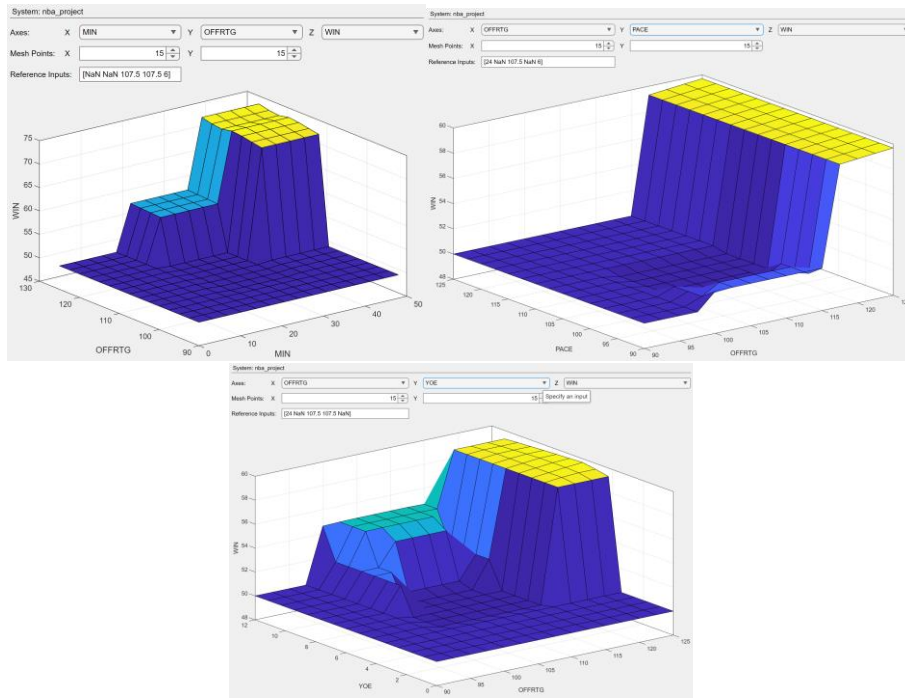 System: nba_project
Axes: X MIN Y OFFRTG Z WIN
Mesh Points: X 15 Y 15
Reference Inputs: [NaN NaN 107.5 107.5 6]
75
70
65
60
55
50
45
WIN
130
120
110
100
90
OFFRTG
0
10
20
30
40
50
MIN
System: nba_project
Axes: X OFFRTG Y PACE Z WIN
Mesh Points: X 15 Y 15
Reference Inputs: [24 NaN 107.5 NaN 6]
60
58
56
54
52
50
48
WIN
125
120
115
110
105
100
95
90
PACE
90
95
100
105
110
115
120
OFFRTG
System: nba_project
Axes: X OFFRTG Y YOE Z WIN
Mesh Points: X 15 Y 15 Specify an input
Reference Inputs: [24 NaN 107.5 107.5 NaN]
60
58
56
54
52
50
48
WIN
12
10
8
6
4
2
0
YOE
90
95
100
105
110
115
120
125
OFFRTG